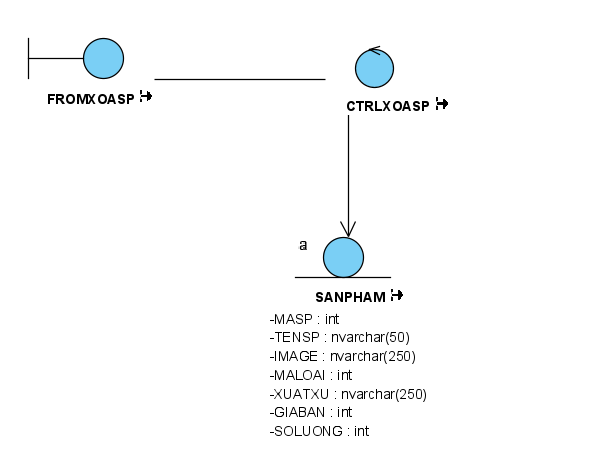 FROMXOASP
CTRLXOASP
a
SANPHAM
-MASP : int
-TENSP : nvarchar(50)
-IMAGE : nvarchar(250)
-MALOAI : int
-XUATXU : nvarchar(250)
-GIABAN : int
-SOLUONG : int